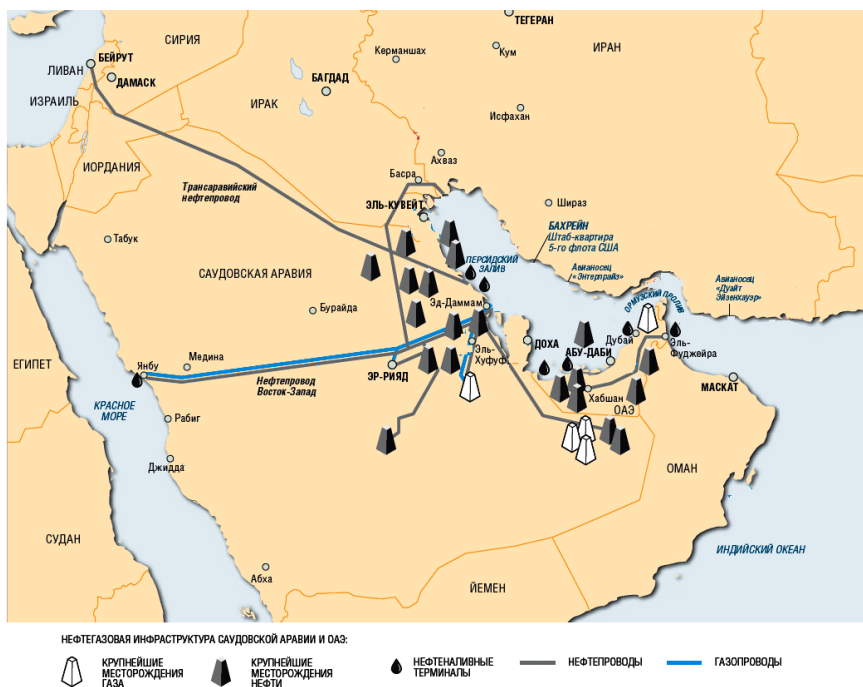 ТЕГЕРАН
СИРИЯ
Керманшах
Кум
ИРАН
БЕЙРУТ
ЛИВАН
ДАМАСК
БАГДАД
ИЗРАИЛЬ
ИРАК
Исфахан
ИОРДАНИЯ
Ахваз
Басра
Трансаравийский
нефтепровод
ЭЛЬ-КУВЕЙТ
Шираз
БАХРЕЙН
Штаб-квартира
5-го флота США
Табук
ПЕРСИДСКИЙ
ЗАЛИВ
Авианосец
«Энтерпрайз»
Авианосец
«Дуайт
Эйзенхауэр»
САУДОВСКАЯ АРАВИЯ
ОРМУЗСКИЙ ПРОЛИВ
Бурайда
Эд-Даммам
ДОХА
Дубай
Эль-
Фуджейра
Эль-
Хуфуф
АБУ-ДАБИ
ЕГИПЕТ
Янбу
Медина
ЭР-РИЯД
Нефтепровод
Восток-Запад
Хабшан
МАСКАТ
ОАЭ
КРАСНОЕ
МОРЕ
Рабиг
Джидда
ОМАН
СУДАН
ИНДИЙСКИЙ ОКЕАН
Абха
ЙЕМЕН
НЕФТЕГАЗОВАЯ ИНФРАСТРУКТУРА САУДОВСКОЙ АРАВИИ И ОАЭ:
КРУПНЕЙШИЕ
МЕСТОРОЖДЕНИЯ
ГАЗА
КРУПНЕЙШИЕ
МЕСТОРОЖДЕНИЯ
НЕФТИ
НЕФТЕНАЛИВНЫЕ
ТЕРМИНАЛЫ
НЕФТЕПРОВОДЫ
ГАЗОПРОВОДЫ